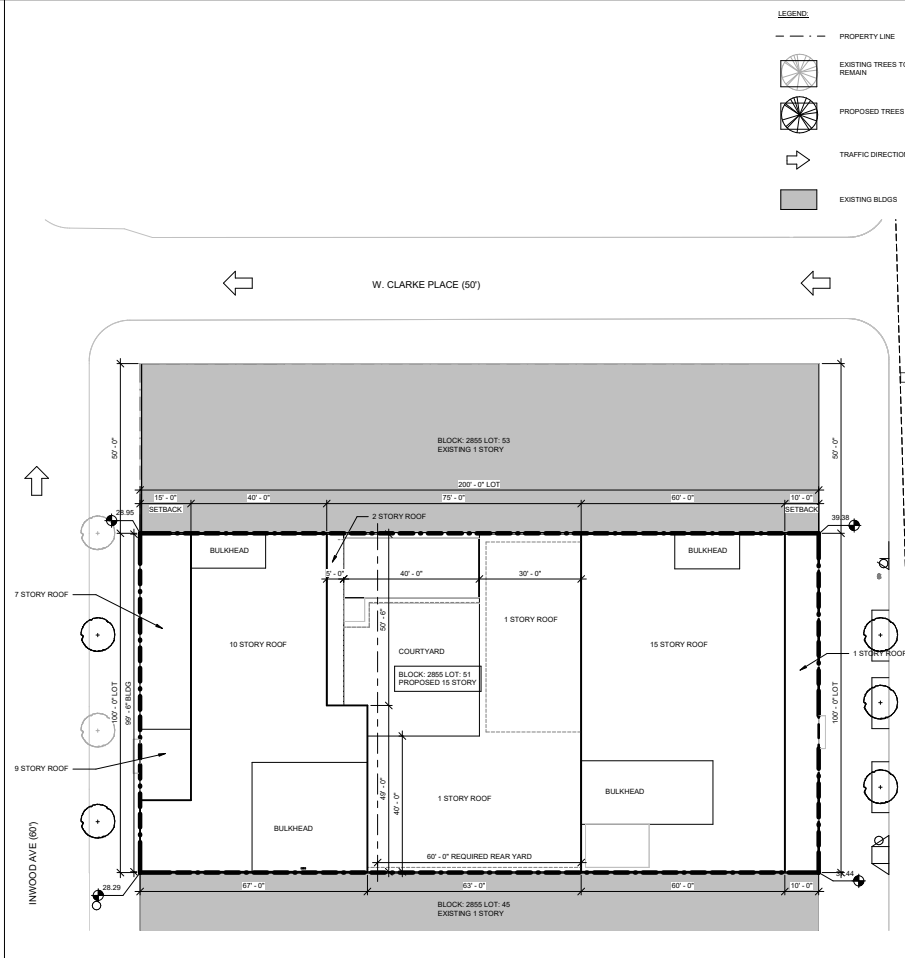 LEGEND:
PROPERTY LINE
EXISTING TREES TO
REMAIN
PROPOSED TREES
TRAFFIC DIRECTION
EXISTING BLDGS
W. CLARKE PLACE (50')
50' - 0"
BLOCK: 2855 LOT: 53
EXISTING 1 STORY
50' - 0"
200' - 0" LOT
15' - 0"
40' - 0"
75' - 0"
60' - 0"
10' - 0"
SETBACK
SETBACK
28.95
2 STORY ROOF
39.38
BULKHEAD
BULKHEAD
5' - 0"
40' - 0"
30' - 0"
7 STORY ROOF
50' - 6"
1 STORY ROOF
10 STORY ROOF
15 STORY ROOF
COURTYARD
1 STORY ROOF
BLOCK: 2855 LOT: 51
PROPOSED 15 STORY
100' - 0" LOT
99' - 6" BLDG
100' - 0" LOT
9 STORY ROOF
49' - 0"
40' - 0"
1 STORY ROOF
BULKHEAD
BULKHEAD
INWOOD AVE (60')
60' - 0" REQUIRED REAR YARD
28.29
67' - 0"
63' - 0"
60' - 0"
10' - 0"
BLOCK: 2855 LOT: 45
EXISTING 1 STORY